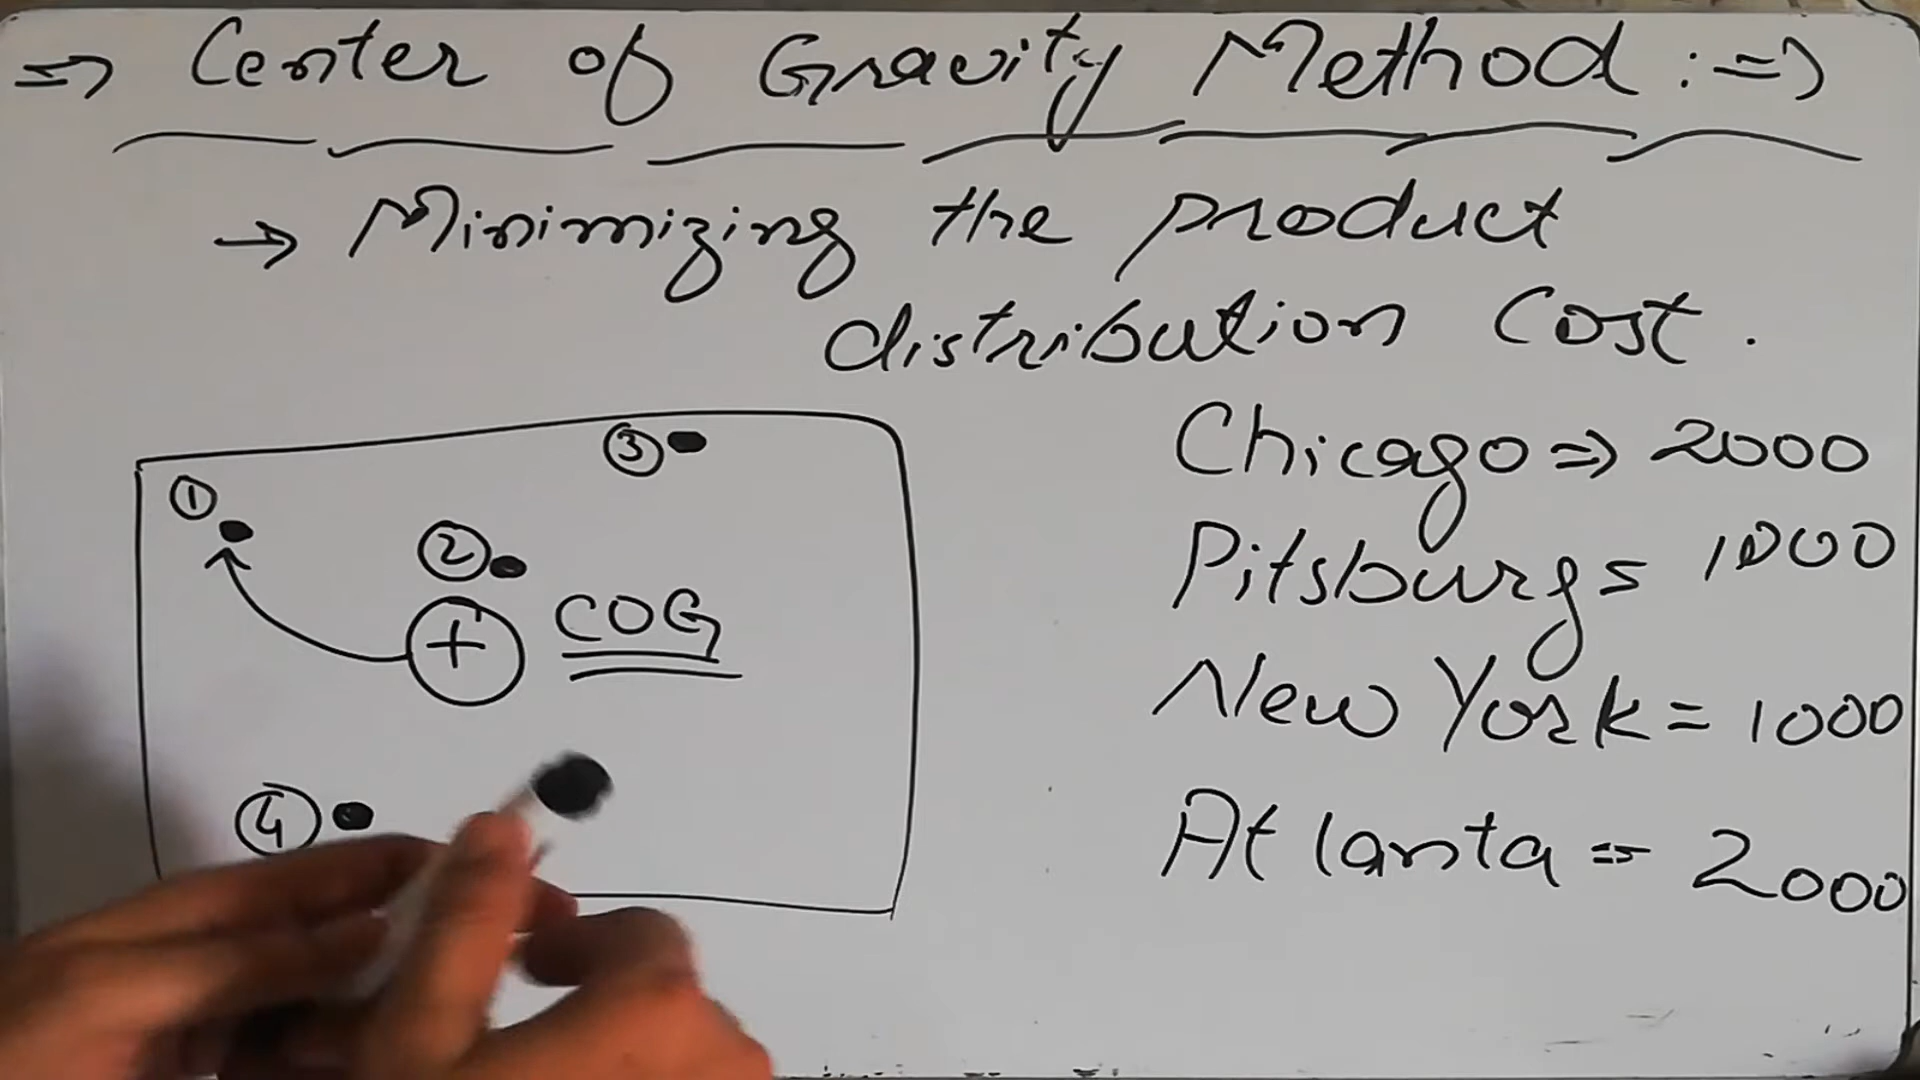 ⇒ Center of Gravity Method :⇒
→ Minimizing the product
distribution Cost.
Chicago ⇒ 2000
Pitsburg = 1000
New York = 1000
Atlanta = 2000
③
①
②
+ COG
④